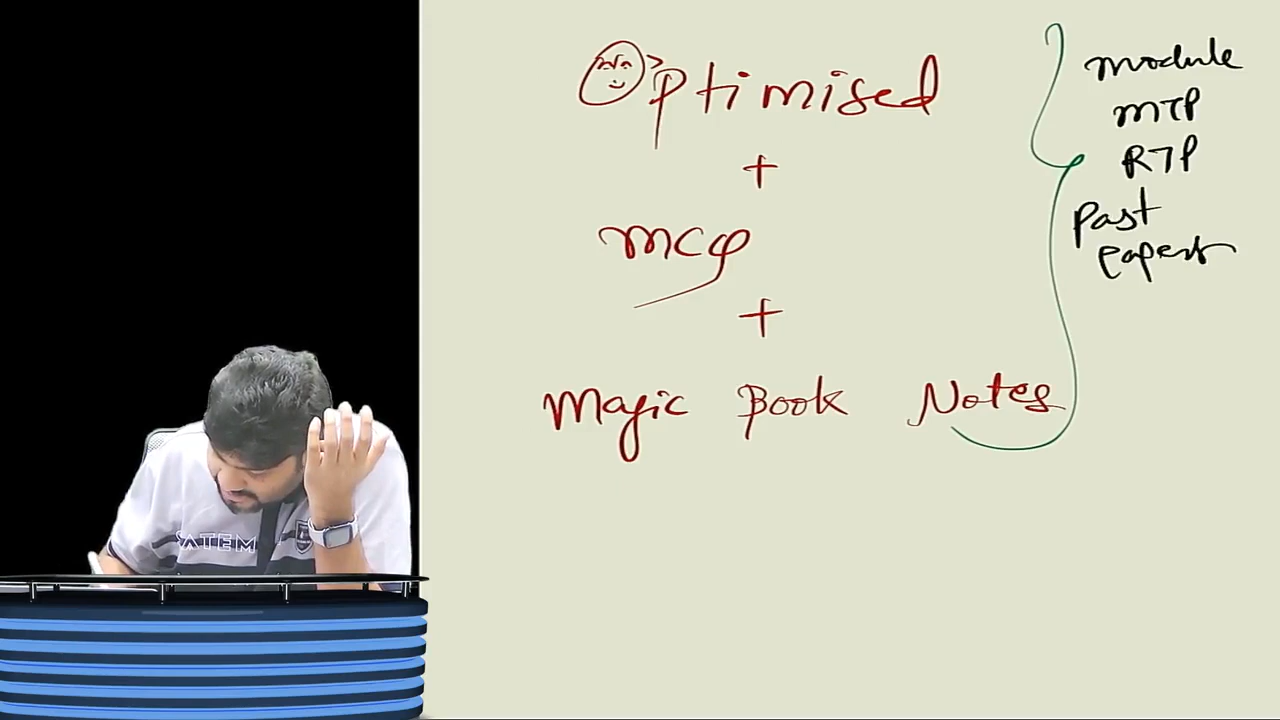 Optimised
+
MCQ
+
Magic Book Notes
Module
MTP
RTP
Past
papers